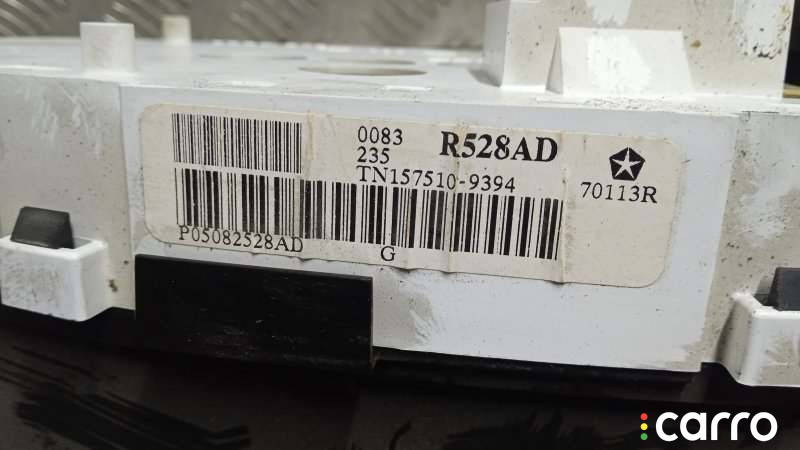 0083
235
R528AD
TN157510-9394
70113R
P05082528AD
G
carro